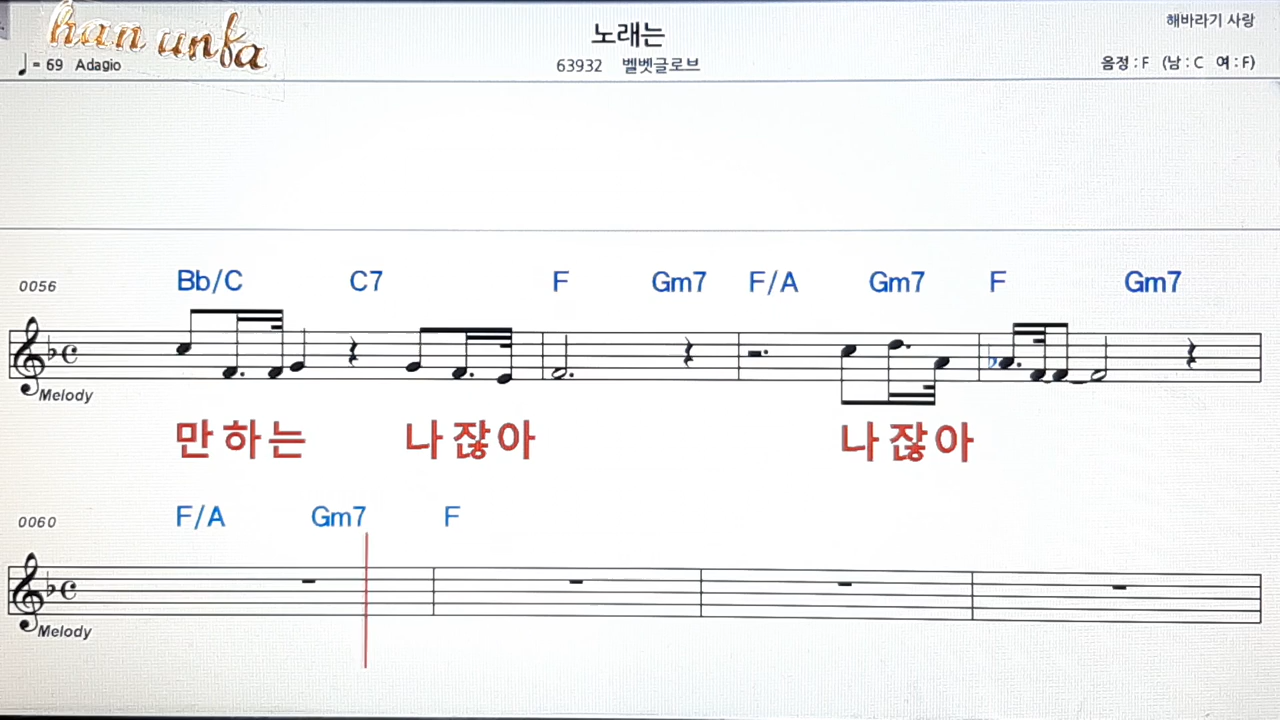 han unfa
노래는
해바라기 사랑
♩= 69 Adagio
63932 벨벳글로브
음정 : F (남 : C 여 : F)
0056
Bb/C C7 F Gm7 F/A Gm7 F Gm7
Melody
만 하 는 나 잖 아 나 잖 아
0060
F/A Gm7 F
Melody